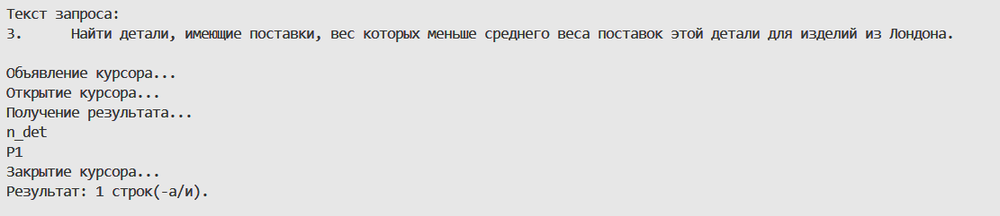 Текст запроса:
3. Найти детали, имеющие поставки, вес которых меньше среднего веса поставок этой детали для изделий из Лондона.
Объявление курсора...
Открытие курсора...
Получение результата...
n_det
P1
Закрытие курсора...
Результат: 1 строк(-а/и).